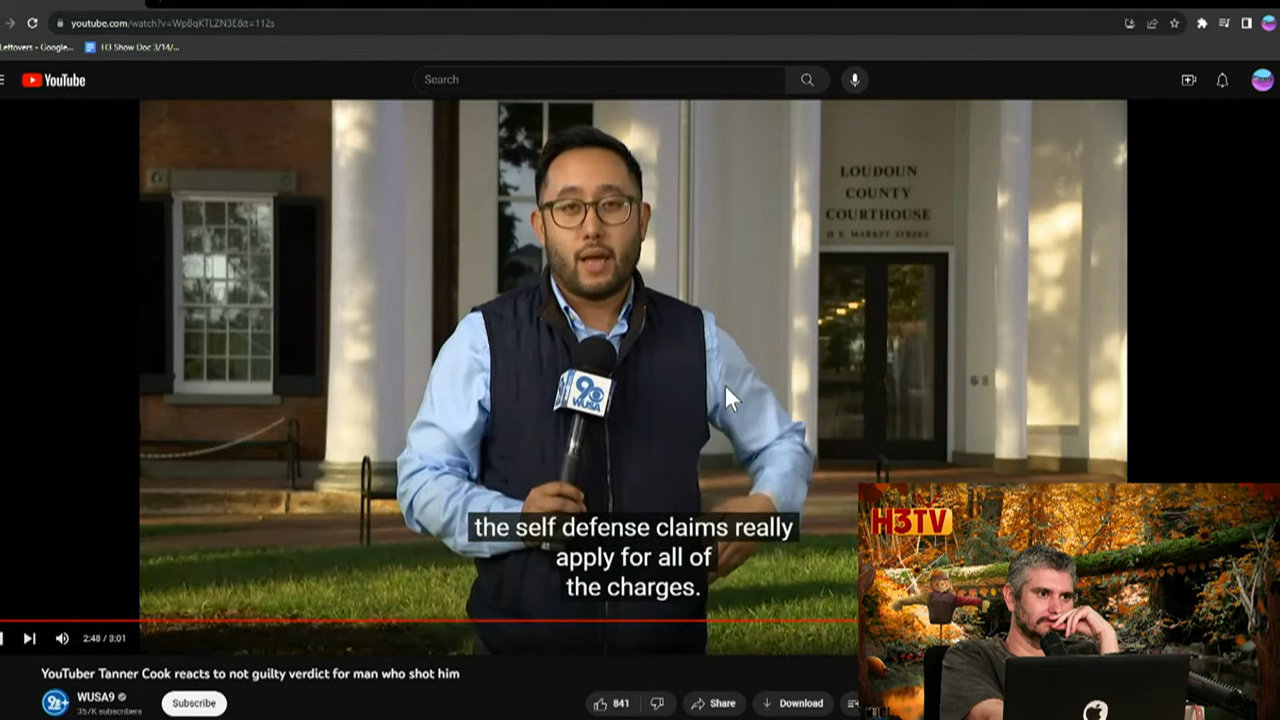 youtube.com/watch?v=WpBqKTLZN3E&t=112s
Leftovers - Google...
H3 Show Doc 3/14/...
YouTube
Search
LOUDOUN
COUNTY
COURTHOUSE
18 E. MARKET STREET
9
WUSA
the self defense claims really
apply for all of
the charges.
H3TV
2:48 / 3:01
YouTuber Tanner Cook reacts to not guilty verdict for man who shot him
WUSA9
357K subscribers
Subscribe
841
Share
Download